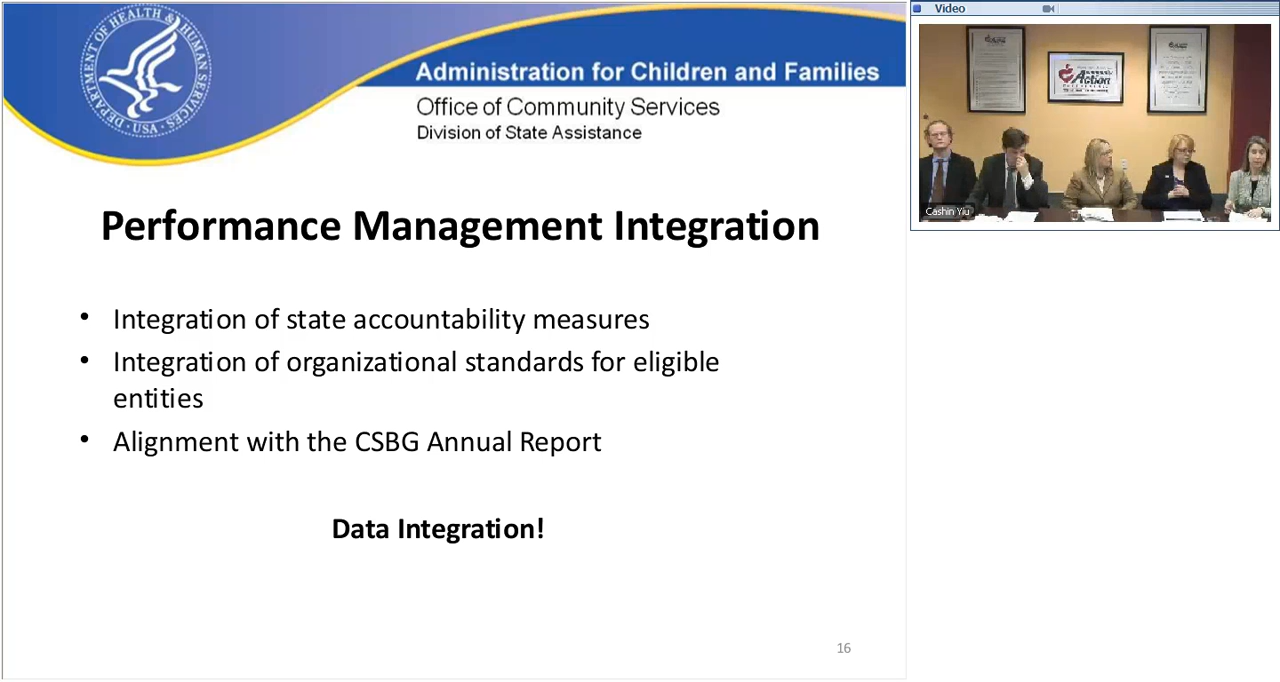 DEPARTMENT OF HEALTH & HUMAN SERVICES · USA
Administration for Children and Families
Office of Community Services
Division of State Assistance
Performance Management Integration
• Integration of state accountability measures
• Integration of organizational standards for eligible
entities
• Alignment with the CSBG Annual Report
Data Integration!
16
Video
Action
Cashin Yiu